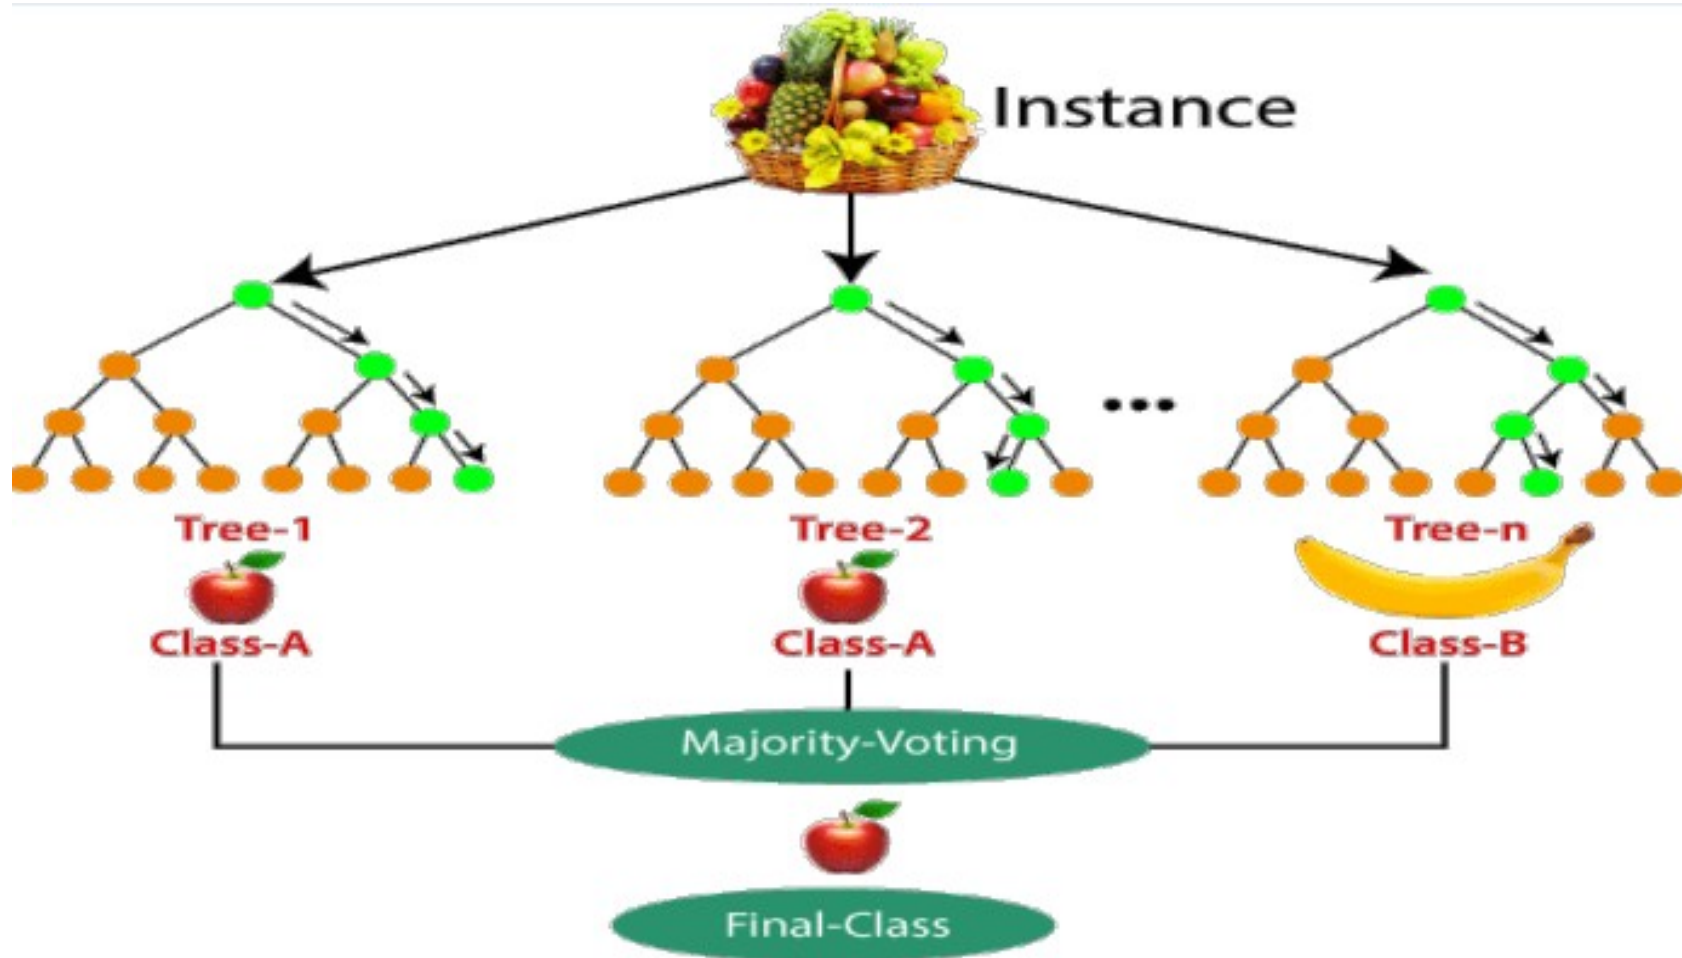 Instance
...
Tree-1
Tree-2
Tree-n
Class-A
Class-A
Class-B
Majority-Voting
Final-Class